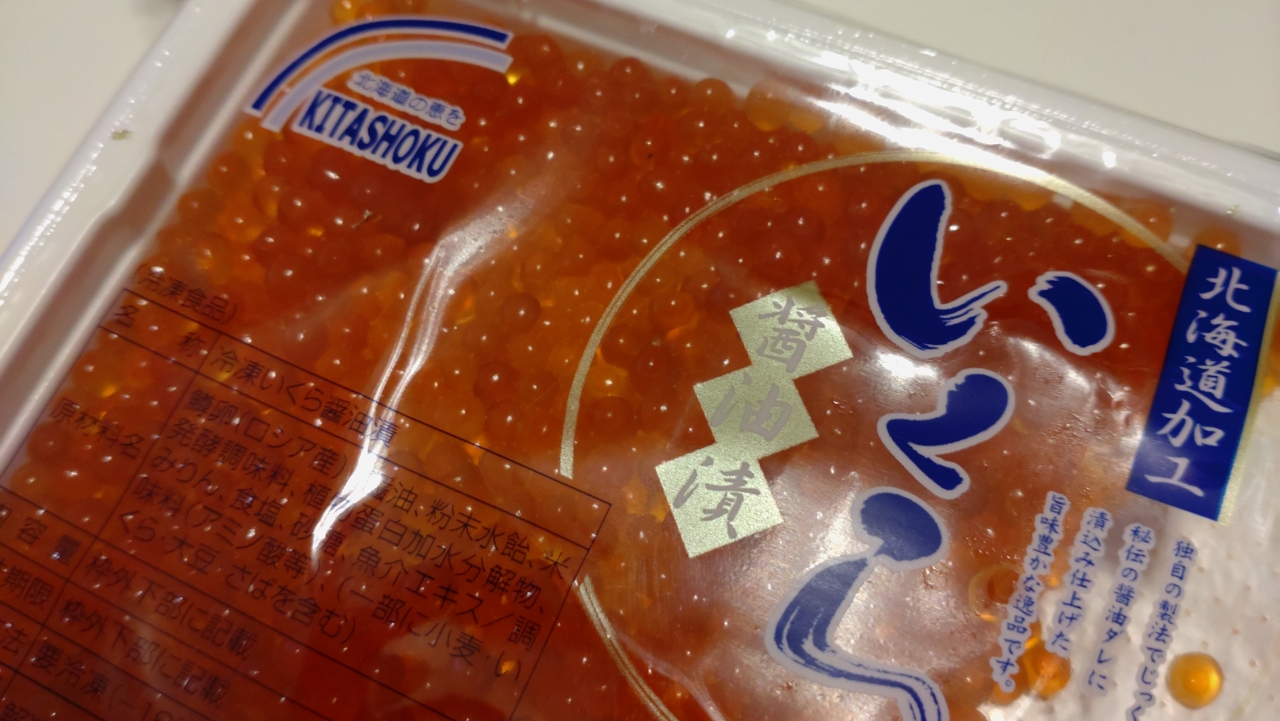 北海道の恵を
KITASHOKU
いくら
醤油漬
北海道加工
独自の製法でじっく
秘伝の醤油ダレに
漬込み仕上げた
旨味豊かな逸品です。
冷凍食品
名 称 冷凍いくら醤油漬
原材料名 鱒卵(ロシア産)、醤油、粉末水飴、米
発酵調味料、植物蛋白加水分解物、
みりん、食塩、砂糖、魚介エキス/調
味料(アミノ酸等)、(一部に小麦・い
くら・大豆・さばを含む)
内容量 枠外下部に記載
期限 枠外下部に記載
法 要冷凍(-18